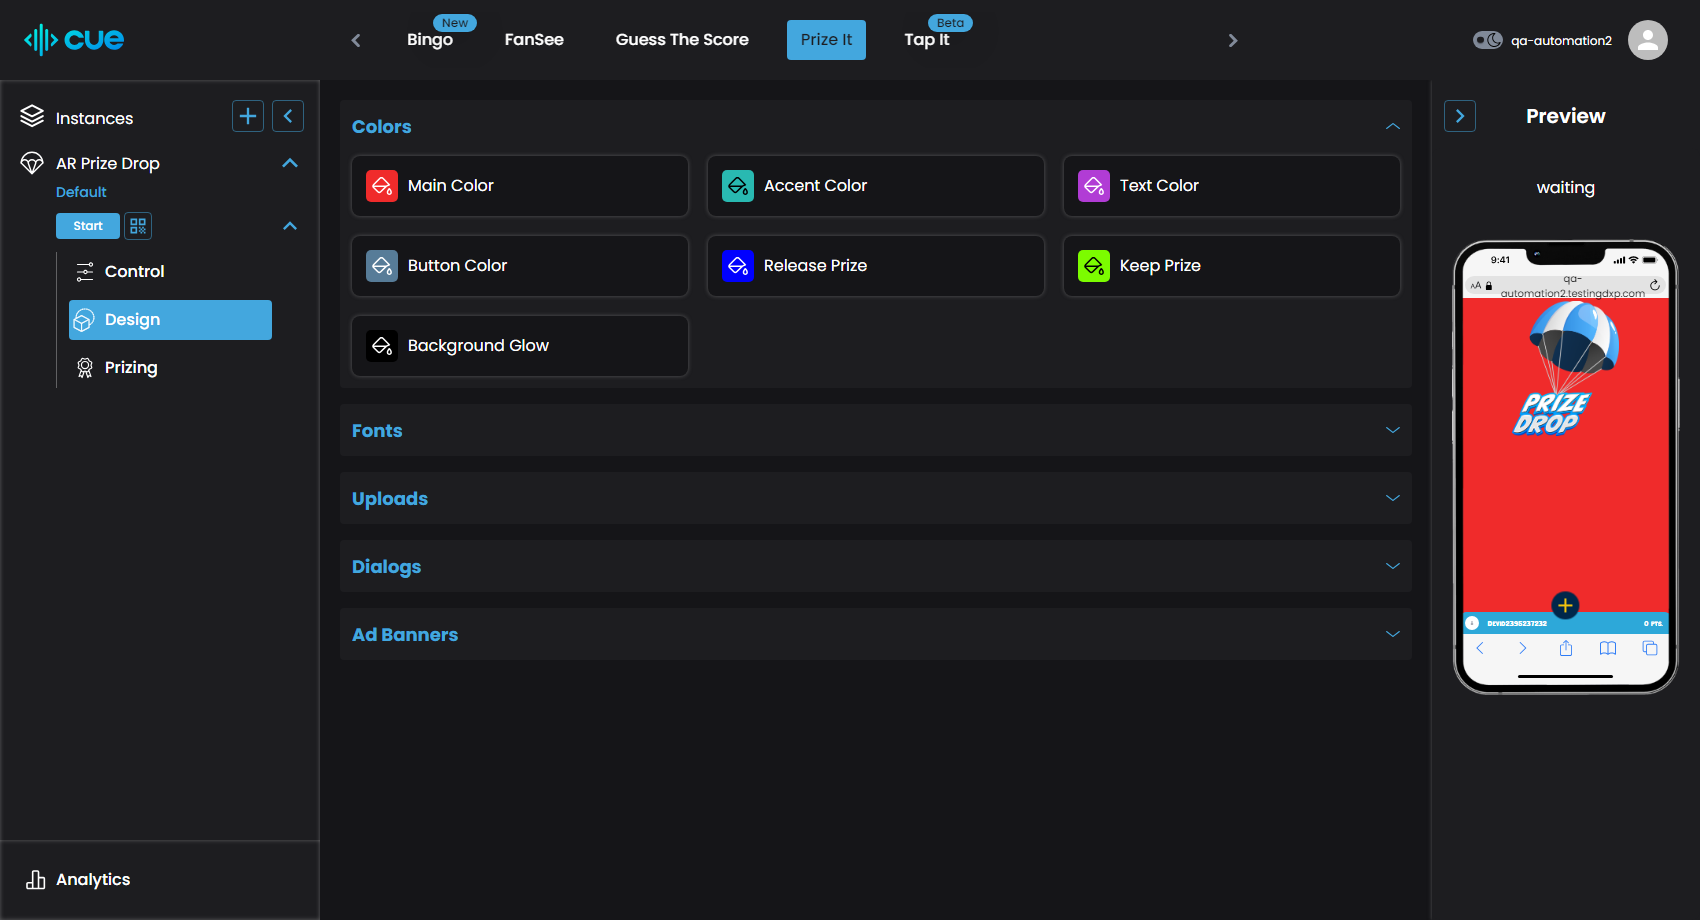 cue
New
Bingo
FanSee
Guess The Score
Prize It
Beta
Tap It
qa-automation2
Instances
AR Prize Drop
Default
Start
Control
Design
Prizing
Analytics
Colors
Main Color
Accent Color
Text Color
Button Color
Release Prize
Keep Prize
Background Glow
Fonts
Uploads
Dialogs
Ad Banners
Preview
waiting
9:41
AA
qa-
automation2.testingdxp.com
PRIZE
DROP
0 PTS.